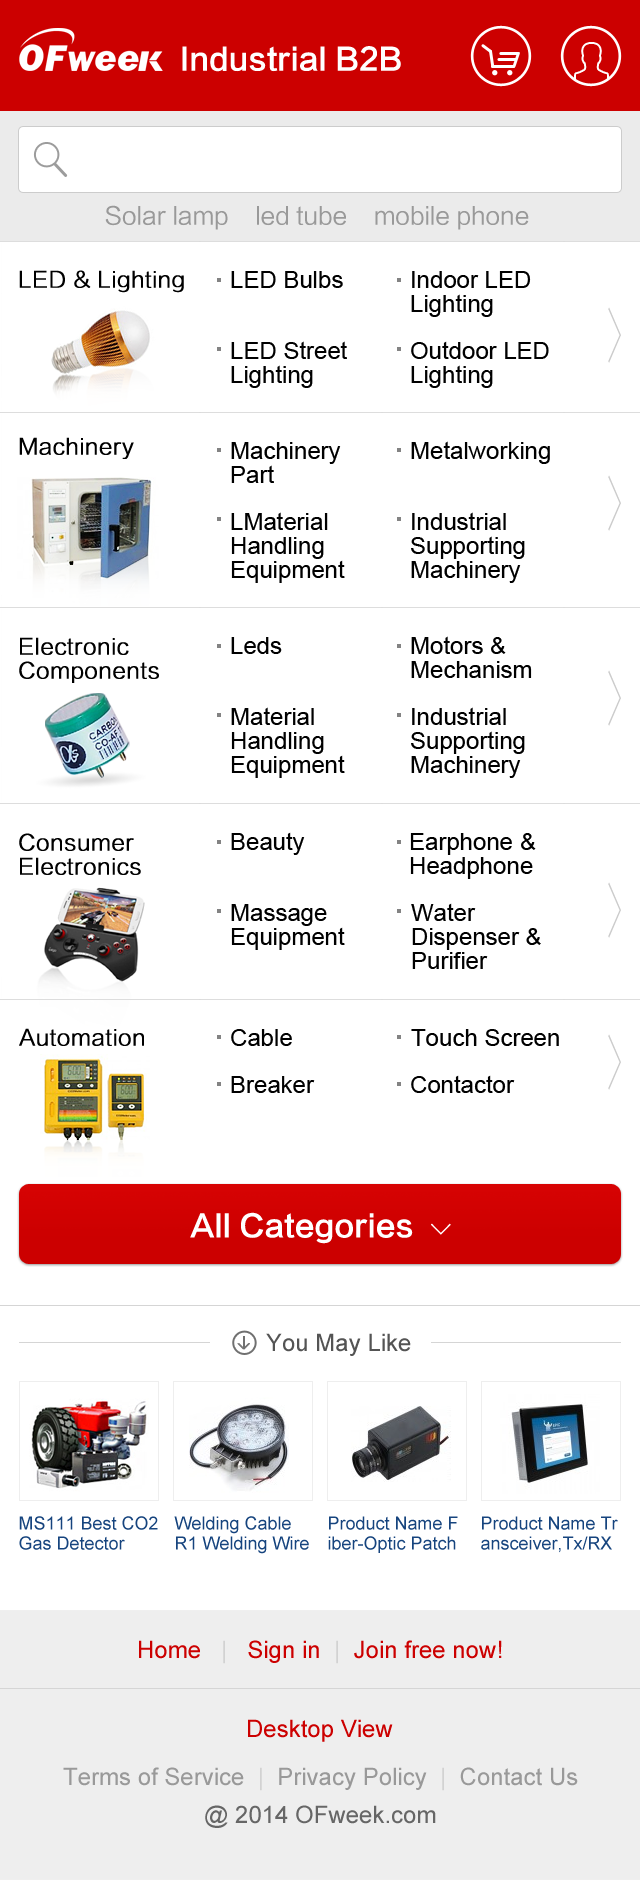 OFweek Industrial B2B
Solar lamp led tube mobile phone
LED & Lighting
LED Bulbs
Indoor LED
Lighting
LED Street
Lighting
Outdoor LED
Lighting
Machinery
Machinery
Part
Metalworking
LMaterial
Handling
Equipment
Industrial
Supporting
Machinery
Electronic
Components
CARBO
CO-AF
Leds
Motors &
Mechanism
Material
Handling
Equipment
Industrial
Supporting
Machinery
Consumer
Electronics
Beauty
Earphone &
Headphone
Massage
Equipment
Water
Dispenser &
Purifier
Automation
Cable
Touch Screen
Breaker
Contactor
All Categories
You May Like
MS111 Best CO2
Gas Detector
Welding Cable
R1 Welding Wire
Product Name F
iber-Optic Patch
Product Name Tr
ansceiver,Tx/RX
Home | Sign in | Join free now!
Desktop View
Terms of Service | Privacy Policy | Contact Us
@ 2014 OFweek.com